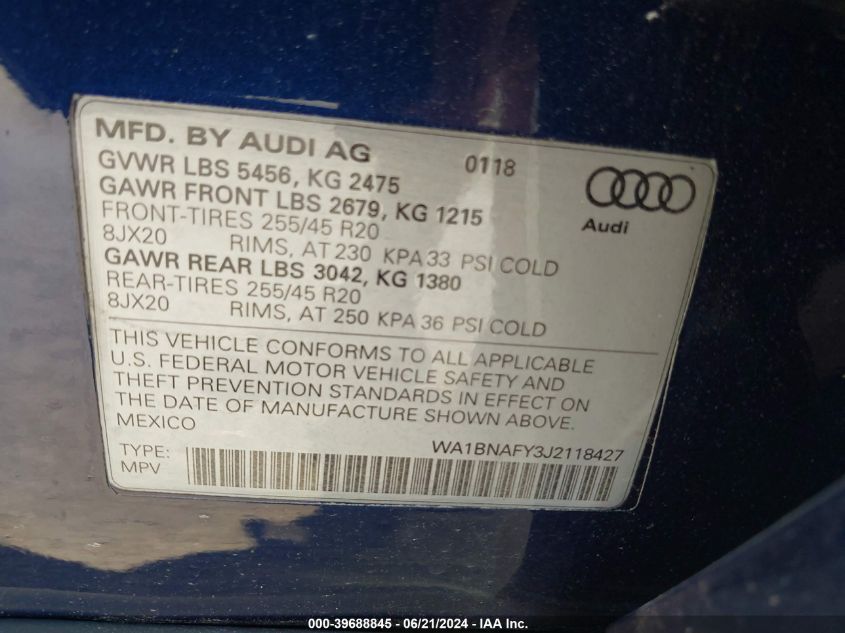 MFD. BY AUDI AG 0118
GVWR LBS 5456, KG 2475
GAWR FRONT LBS 2679, KG 1215
FRONT-TIRES 255/45 R20
8JX20 RIMS, AT 230 KPA 33 PSI COLD
GAWR REAR LBS 3042, KG 1380
REAR-TIRES 255/45 R20
8JX20 RIMS, AT 250 KPA 36 PSI COLD
Audi
THIS VEHICLE CONFORMS TO ALL APPLICABLE
U.S. FEDERAL MOTOR VEHICLE SAFETY AND
THEFT PREVENTION STANDARDS IN EFFECT ON
THE DATE OF MANUFACTURE SHOWN ABOVE.
MEXICO
WA1BNAFY3J2118427
TYPE:
MPV
000-39688845 - 06/21/2024 - IAA Inc.